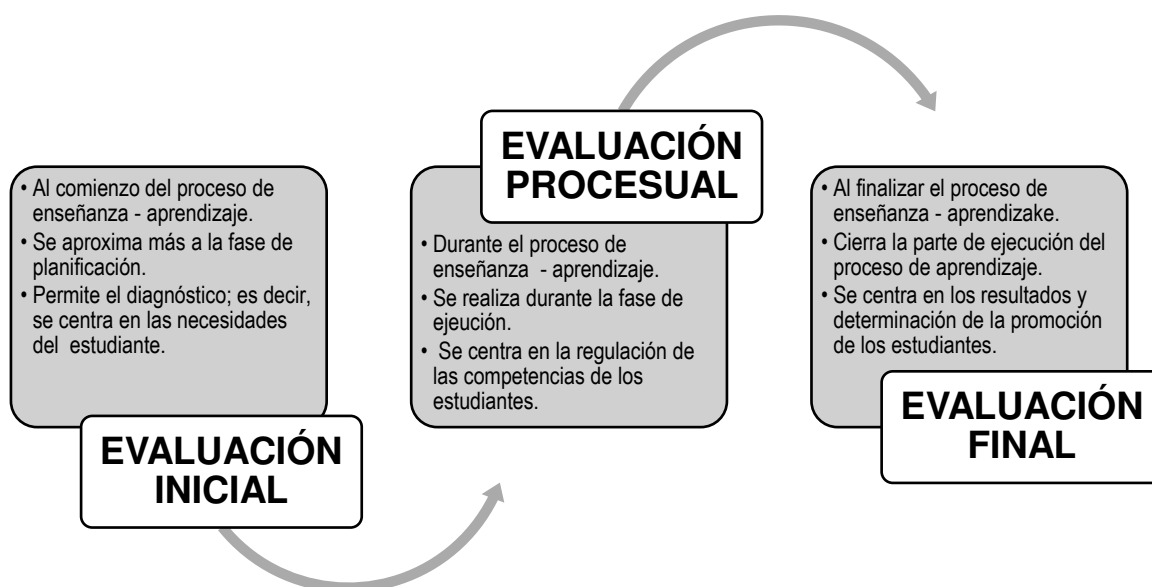 • Al comienzo del proceso de
enseñanza - aprendizaje.
• Se aproxima más a la fase de
planificación.
• Permite el diagnóstico; es decir,
se centra en las necesidades
del estudiante.
EVALUACIÓN
INICIAL
EVALUACIÓN
PROCESUAL
• Durante el proceso de
enseñanza - aprendizaje.
• Se realiza durante la fase de
ejeución.
• Se centra en la regulación de
las competencias de los
estudiantes.
• Al finalizar el proceso de
enseñanza - aprendizake.
• Cierra la parte de ejecución del
proceso de aprendizaje.
• Se centra en los resultados y
determinación de la promoción
de los estudiantes.
EVALUACIÓN
FINAL